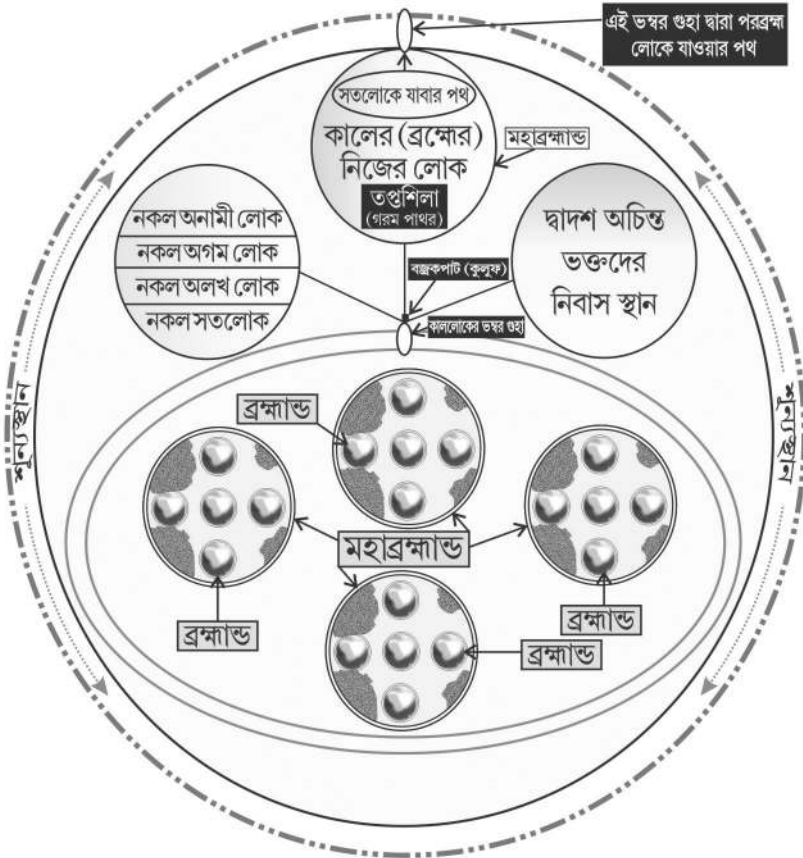 এই ভম্বর গুহা দ্বারা পরব্রহ্ম
লোকে যাওয়ার পথ
সতলোকে যাবার পথ
কালের (ব্রহ্মের)
নিজের লোক
তপ্তশিলা
(গরম পাথর)
মহাব্রহ্মান্ড
নকল অনামী লোক
নকল অগম লোক
নকল অলখ লোক
নকল সতলোক
দ্বাদশ অচিন্ত
ভক্তদের
নিবাস স্থান
বজ্রকপাট (কুলুফ)
কাললোকের ভম্বর গুহা
শূন্যস্থান
শূন্যস্থান
ব্রহ্মান্ড
মহাব্রহ্মান্ড
ব্রহ্মান্ড
ব্রহ্মান্ড
ব্রহ্মান্ড